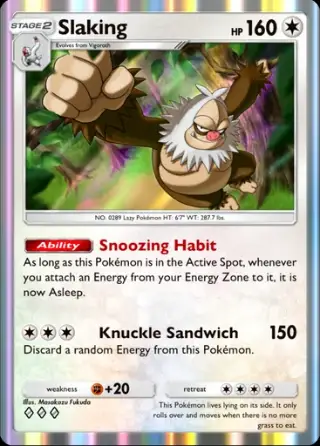 STAGE 2 Slaking HP 160
Evolves from Vigoroth
NO. 0289 Lazy Pokémon HT: 6'7" WT: 287.7 lbs.
Ability Snoozing Habit
As long as this Pokémon is in the Active Spot, whenever
you attach an Energy from your Energy Zone to it, it is
now Asleep.
Knuckle Sandwich 150
Discard a random Energy from this Pokémon.
weakness +20 retreat
Illus. Masakazu Fukuda
This Pokémon lives lying on its side. It only
rolls over and moves when there is no more
grass to eat.